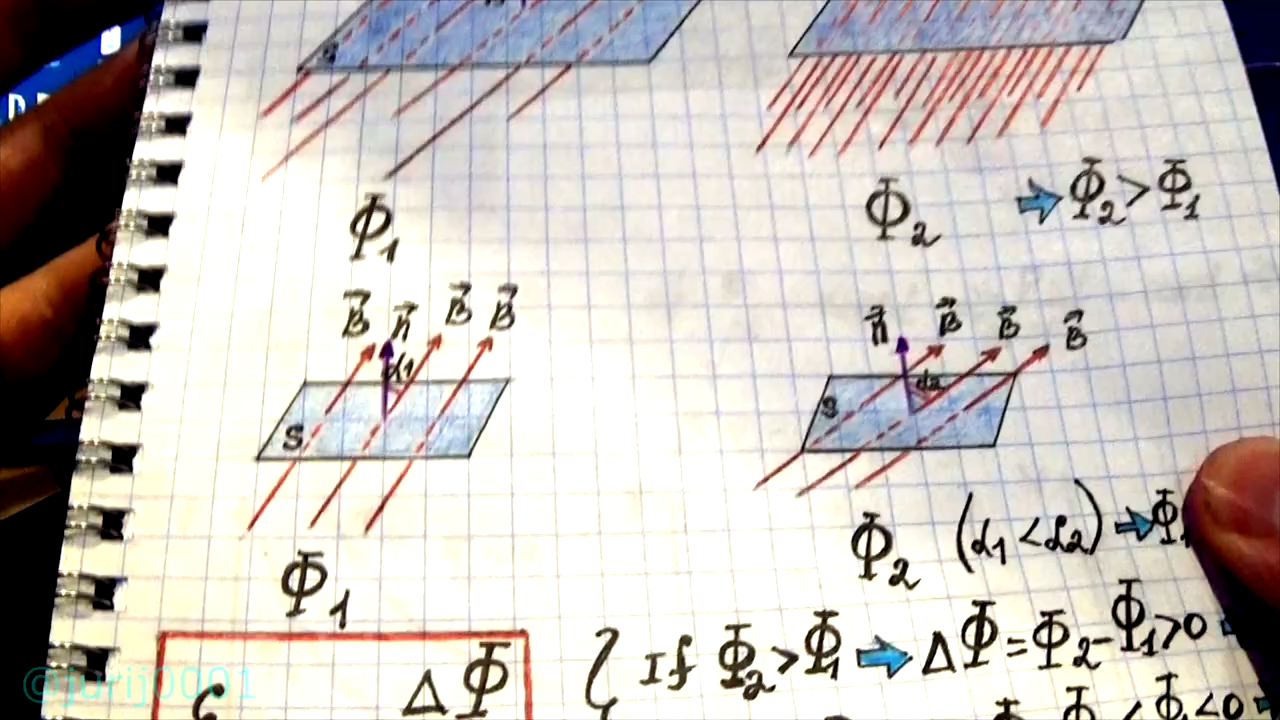 S
Φ₁
Φ₂ ⇒ Φ₂ > Φ₁
B⃗ n⃗ B⃗ B⃗
α₁
S
n⃗ B⃗ B⃗ B⃗
α₂
S
Φ₁
Φ₂ (α₁ < α₂) ⇒ Φ
ΔΦ
{ If Φ₂ > Φ₁ ⇒ ΔΦ = Φ₂ - Φ₁ > 0
@jurij0001